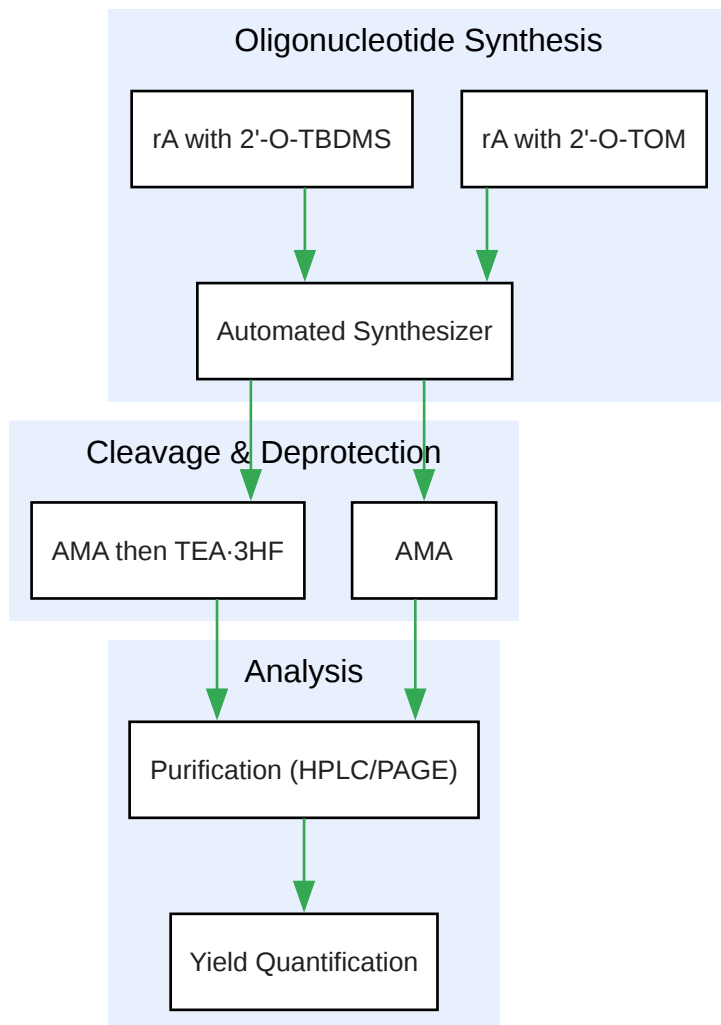 Oligonucleotide Synthesis
rA with 2'-O-TBDMS
rA with 2'-O-TOM
Automated Synthesizer
Cleavage & Deprotection
AMA then TEA·3HF
AMA
Analysis
Purification (HPLC/PAGE)
Yield Quantification